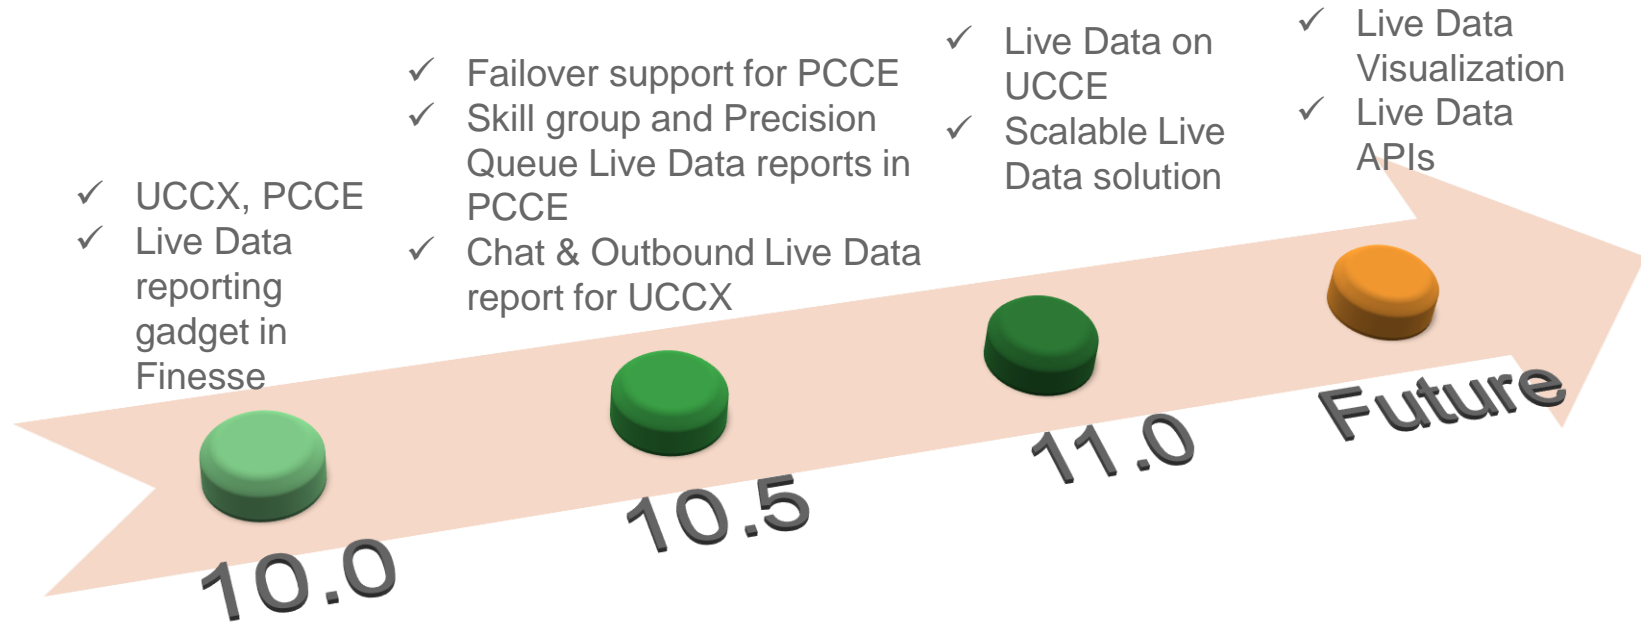 ✓ UCCX, PCCE
✓ Live Data
reporting
gadget in
Finesse
✓ Failover support for PCCE
✓ Skill group and Precision
Queue Live Data reports in
PCCE
✓ Chat & Outbound Live Data
report for UCCX
✓ Live Data on
UCCE
✓ Scalable Live
Data solution
✓ Live Data
Visualization
✓ Live Data
APIs
10.0
10.5
11.0
Future